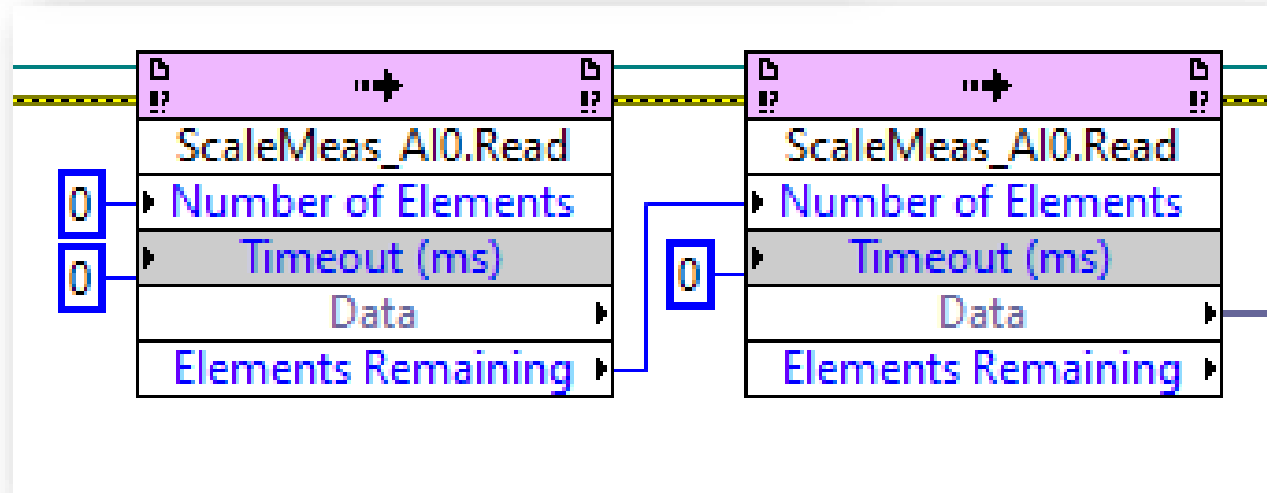 !?
!?
!?
!?
ScaleMeas_AI0.Read
0
Number of Elements
0
Timeout (ms)
Data
Elements Remaining
ScaleMeas_AI0.Read
Number of Elements
0
Timeout (ms)
Data
Elements Remaining